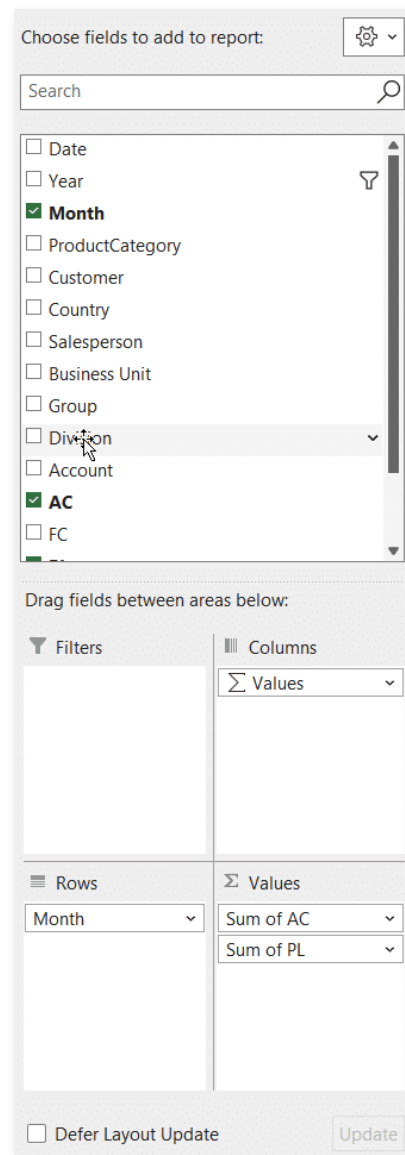 Choose fields to add to report:
Search
Date
Year
Month
ProductCategory
Customer
Country
Salesperson
Business Unit
Group
Division
Account
AC
FC
Drag fields between areas below:
Filters
Columns
Σ Values
Rows
Σ Values
Month
Sum of AC
Sum of PL
Defer Layout Update
Update